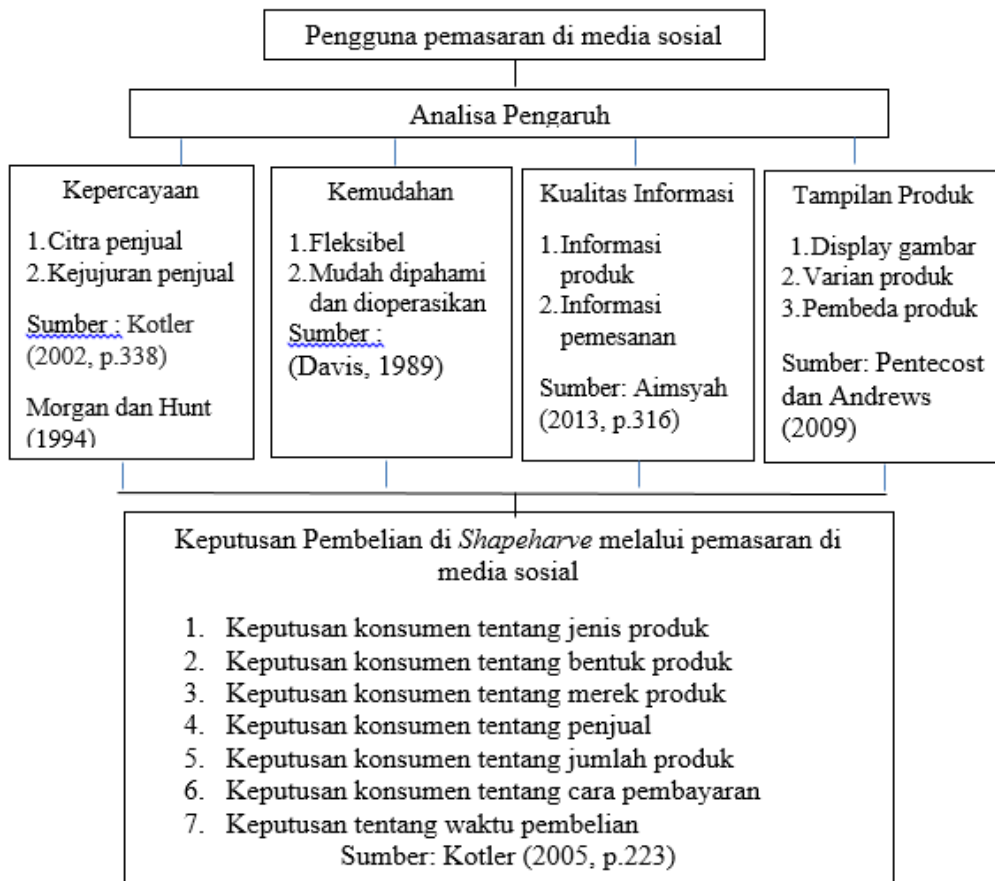 Pengguna pemasaran di media sosial
Analisa Pengaruh
Kepercayaan
1.Citra penjual
2.Kejujuran penjual
Sumber : Kotler
(2002, p.338)
Morgan dan Hunt
(1994)
Kemudahan
1.Fleksibel
2.Mudah dipahami
dan dioperasikan
Sumber :
(Davis, 1989)
Kualitas Informasi
1.Informasi
produk
2.Informasi
pemesanan
Sumber: Aimsyah
(2013, p.316)
Tampilan Produk
1.Display gambar
2.Varian produk
3.Pembeda produk
Sumber: Pentecost
dan Andrews
(2009)
Keputusan Pembelian di Shapeharve melalui pemasaran di
media sosial
1. Keputusan konsumen tentang jenis produk
2. Keputusan konsumen tentang bentuk produk
3. Keputusan konsumen tentang merek produk
4. Keputusan konsumen tentang penjual
5. Keputusan konsumen tentang jumlah produk
6. Keputusan konsumen tentang cara pembayaran
7. Keputusan tentang waktu pembelian
Sumber: Kotler (2005, p.223)